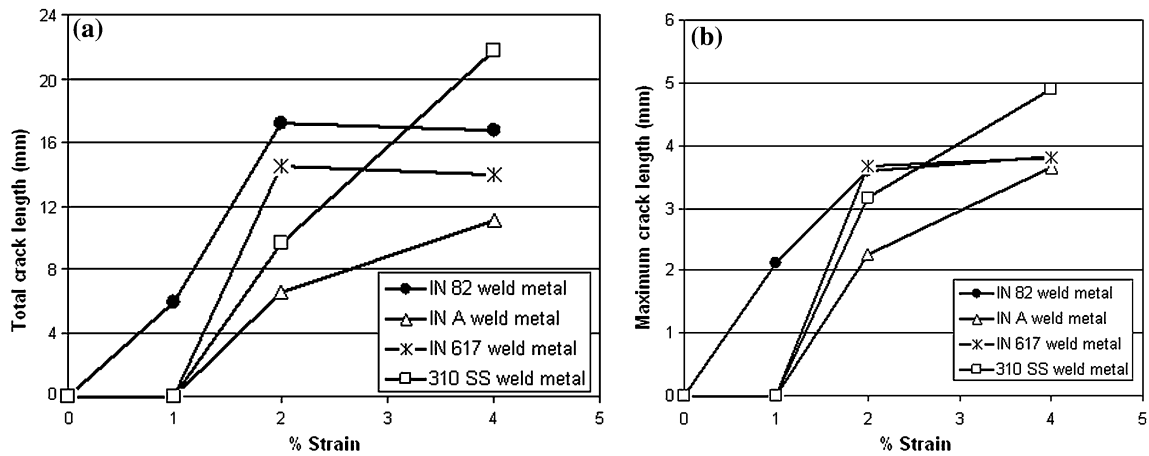 (a)
Total crack length (mm)
24
20
16
12
8
4
0
0 1 2 3 4 5
% Strain
IN 82 weld metal
IN A weld metal
IN 617 weld metal
310 SS weld metal
(b)
Maximum crack length (mm)
6
5
4
3
2
1
0
0 1 2 3 4 5
% Strain
IN 82 weld metal
IN A weld metal
IN 617 weld metal
310 SS weld metal